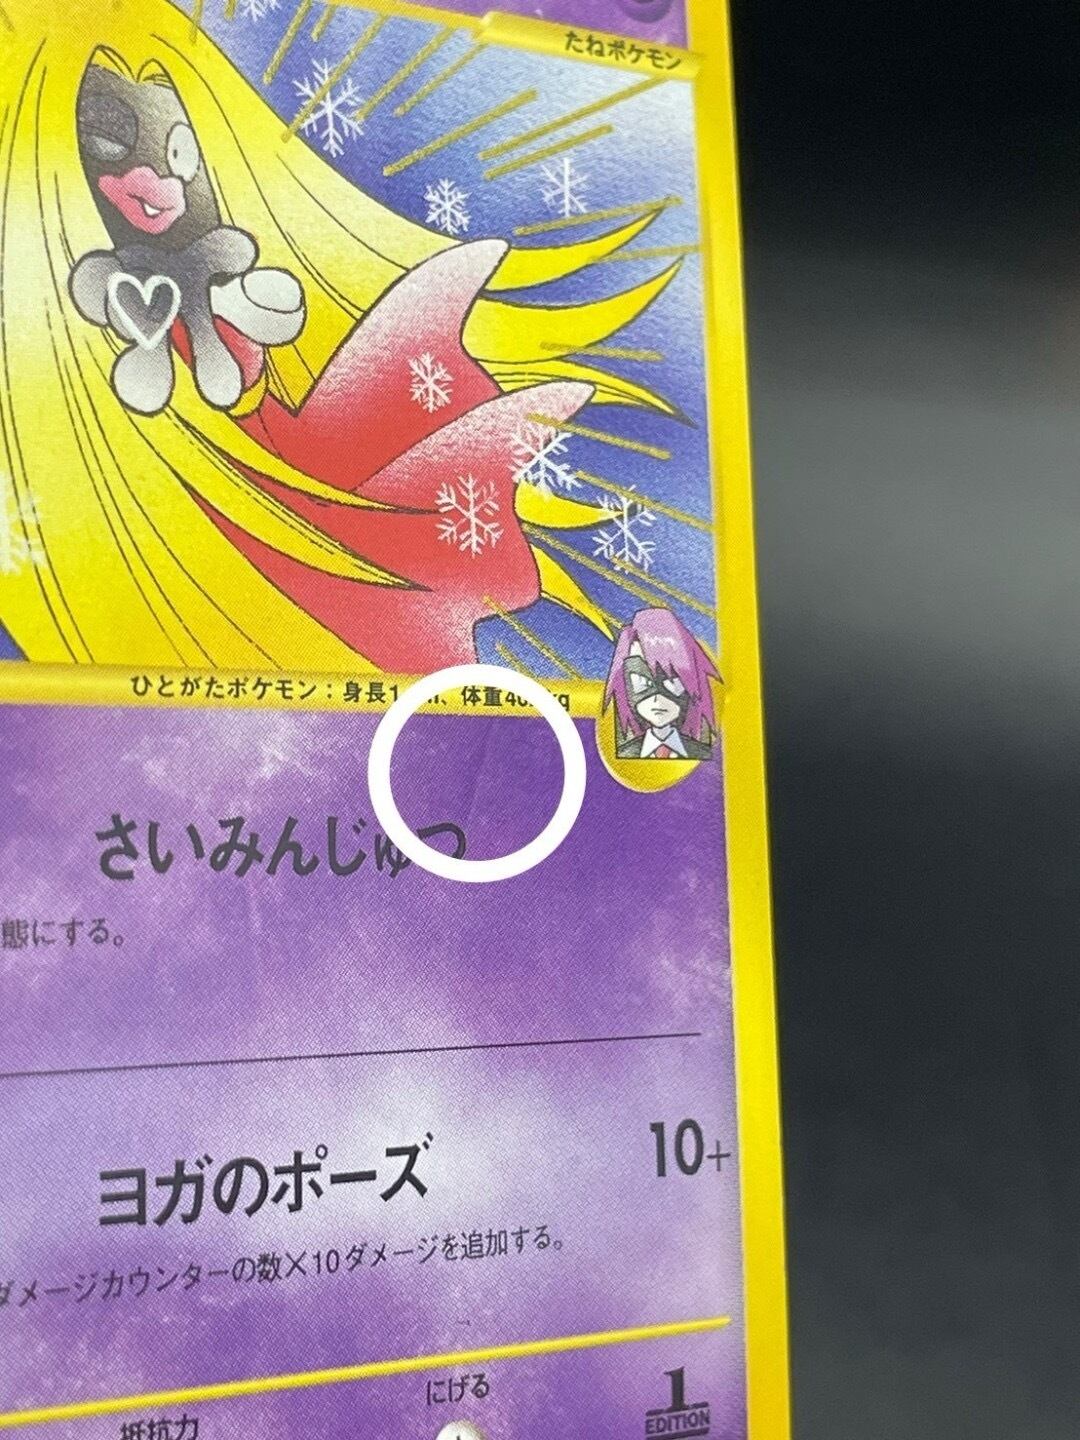 たねポケモン
ひとがたポケモン：身長1 、体重40 kg
さいみんじゅつ
態にする。
ヨガのポーズ 10+
ダメージカウンターの数×10ダメージを追加する。
抵抗力 にげる
1
EDITION